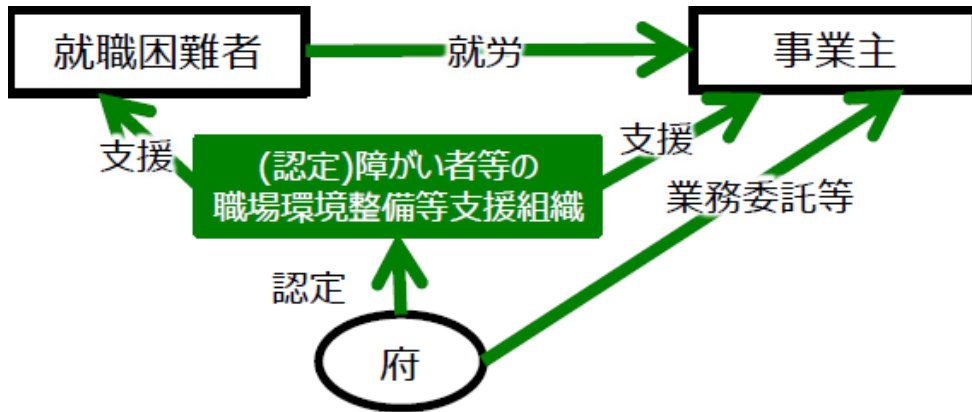 就職困難者
就労
事業主
支援
(認定)障がい者等の
職場環境整備等支援組織
支援
業務委託等
認定
府